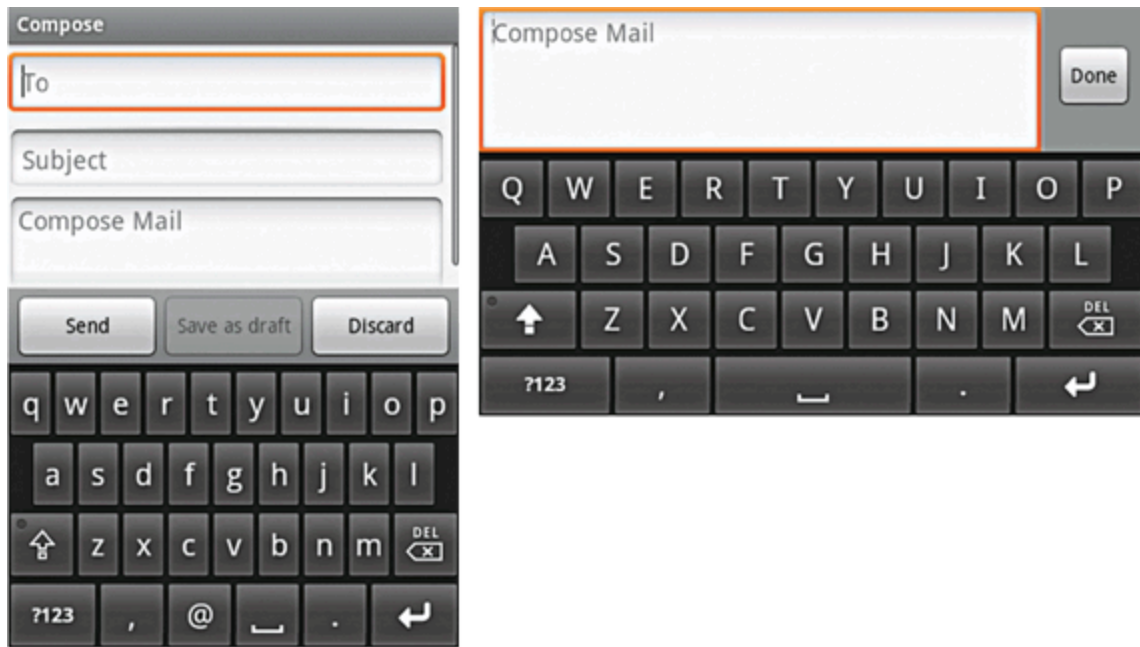 Compose
To
Subject
Compose Mail
Send Save as draft Discard
q w e r t y u i o p
a s d f g h j k l
z x c v b n m DEL
?123 , @ .
Compose Mail
Done
Q W E R T Y U I O P
A S D F G H J K L
Z X C V B N M DEL
?123 , .